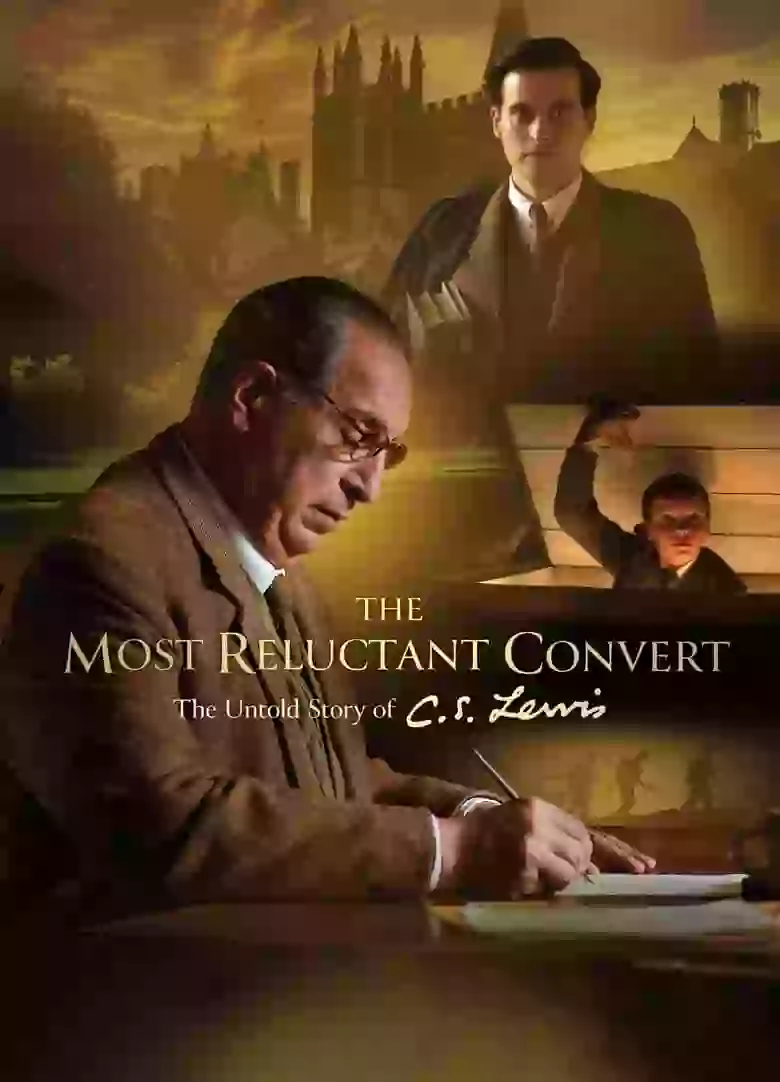 THE
MOST RELUCTANT CONVERT
The Untold Story of C.S. Lewis